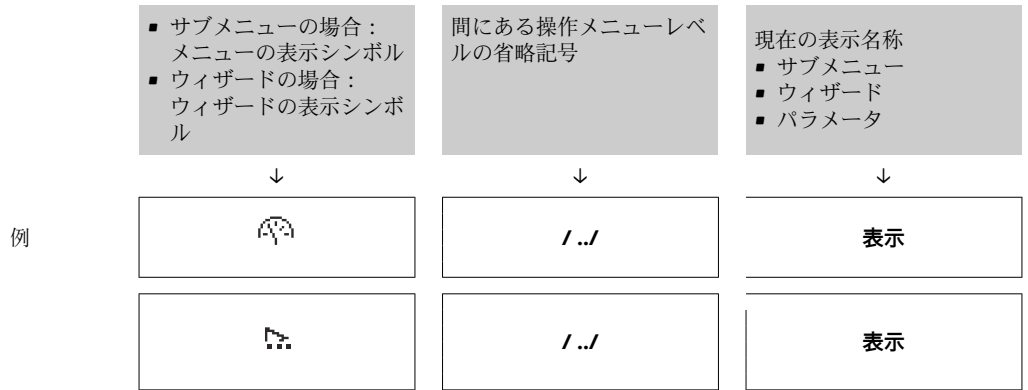 ▪ サブメニューの場合：
メニューの表示シンボル
▪ ウィザードの場合：
ウィザードの表示シンボ
ル
間にある操作メニューレベ
ルの省略記号
現在の表示名称
▪ サブメニュー
▪ ウィザード
▪ パラメータ
↓ ↓ ↓
例
/ ../
表示
/ ../
表示